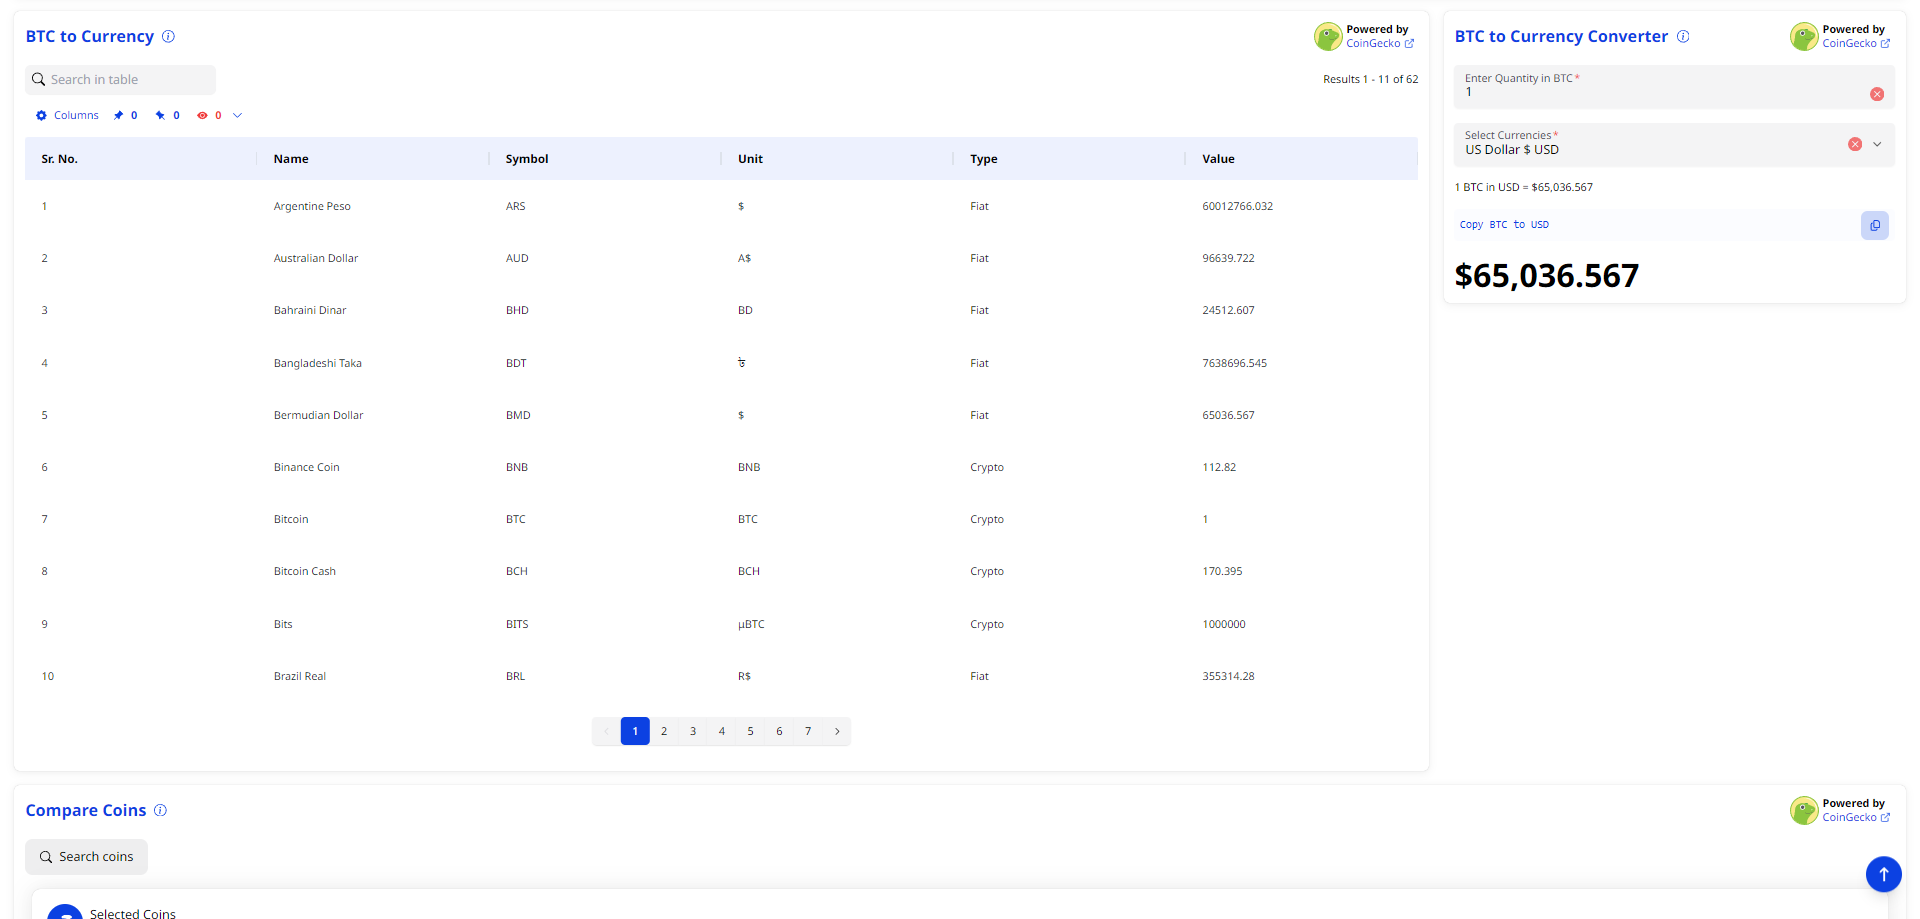 BTC to Currency
Powered by
CoinGecko
Search in table
Results 1 - 11 of 62
Columns 0 0 0
Sr. No. Name Symbol Unit Type Value
1 Argentine Peso ARS $ Fiat 60012766.032
2 Australian Dollar AUD A$ Fiat 96639.722
3 Bahraini Dinar BHD BD Fiat 24512.607
4 Bangladeshi Taka BDT ৳ Fiat 7638696.545
5 Bermudian Dollar BMD $ Fiat 65036.567
6 Binance Coin BNB BNB Crypto 112.82
7 Bitcoin BTC BTC Crypto 1
8 Bitcoin Cash BCH BCH Crypto 170.395
9 Bits BITS μBTC Crypto 1000000
10 Brazil Real BRL R$ Fiat 355314.28
1 2 3 4 5 6 7
BTC to Currency Converter
Powered by
CoinGecko
Enter Quantity in BTC *
1
Select Currencies *
US Dollar $ USD
1 BTC in USD = $65,036.567
Copy BTC to USD
$65,036.567
Compare Coins
Powered by
CoinGecko
Search coins
Selected Coins